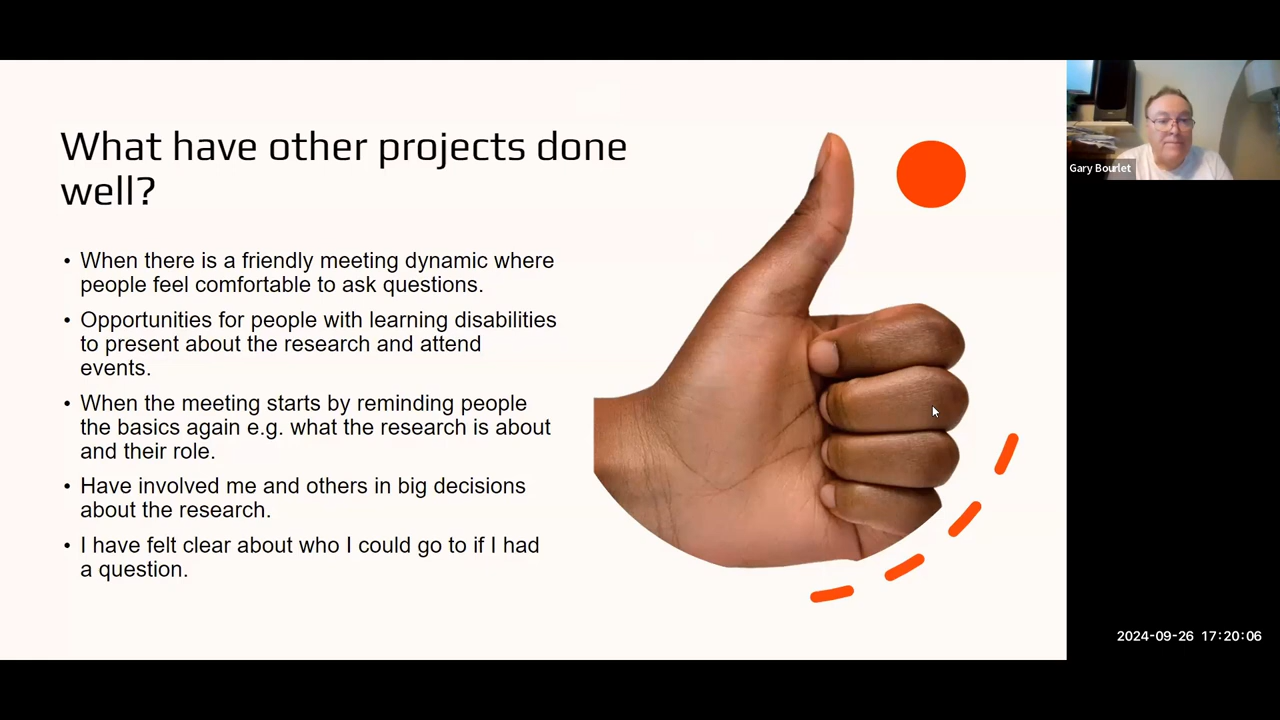 What have other projects done
well?
• When there is a friendly meeting dynamic where
people feel comfortable to ask questions.
• Opportunities for people with learning disabilities
to present about the research and attend
events.
• When the meeting starts by reminding people
the basics again e.g. what the research is about
and their role.
• Have involved me and others in big decisions
about the research.
• I have felt clear about who I could go to if I had
a question.
Gary Bourlet
2024-09-26 17:20:06